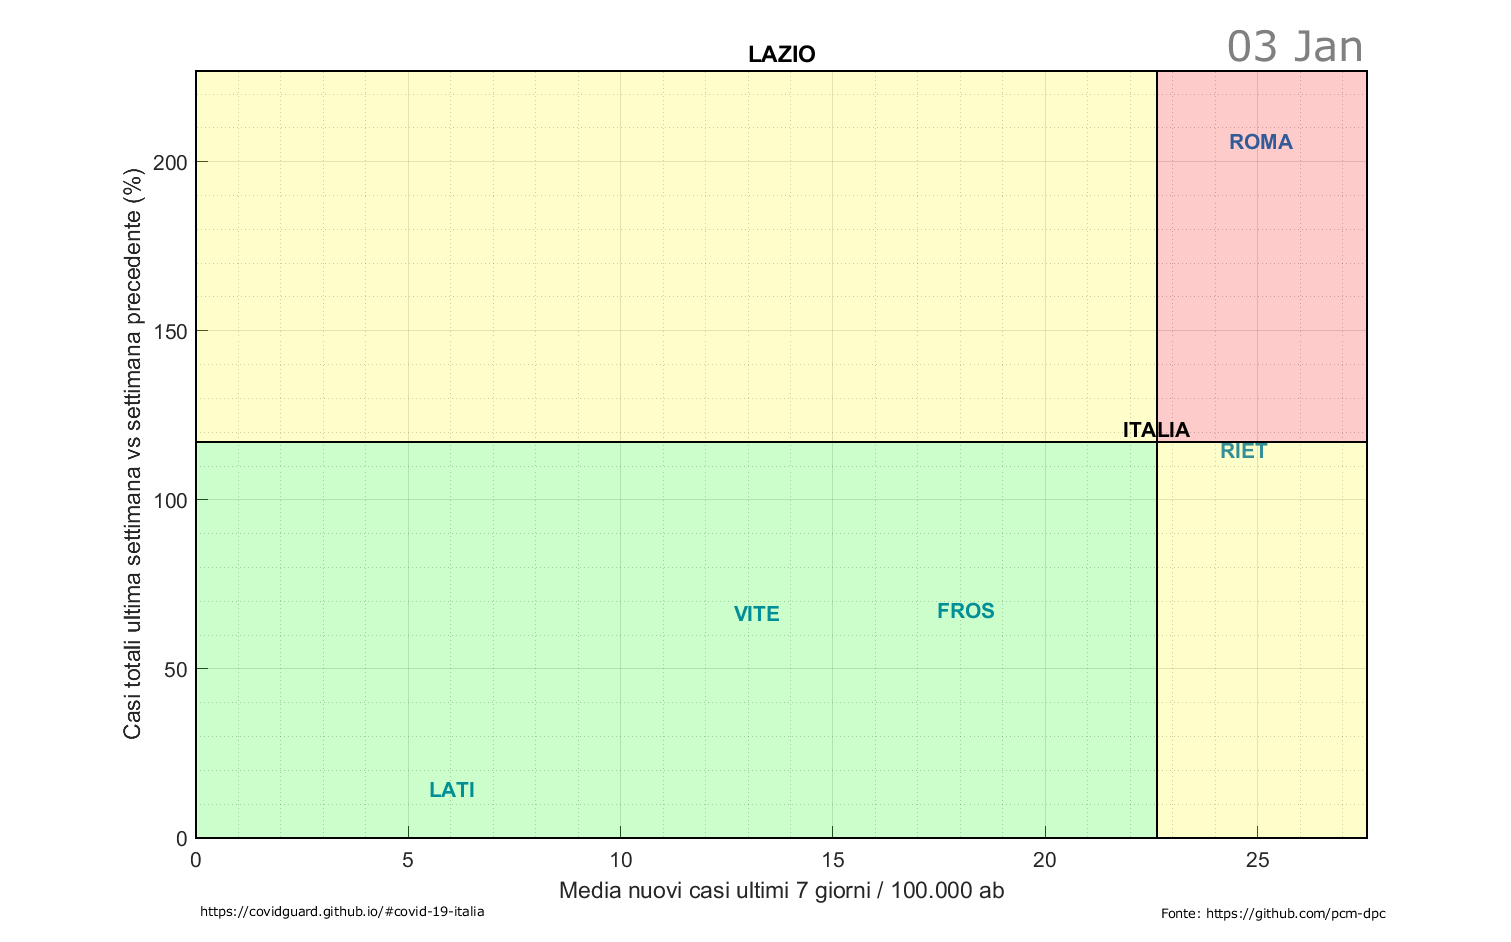 03 Jan
LAZIO
ROMA
200
Casi totali ultima settimana vs settimana precedente (%)
150
ITALIA
RIET
100
VITE
FROS
50
LATI
0
0 5 10 15 20 25
Media nuovi casi ultimi 7 giorni / 100.000 ab
https://covidguard.github.io/#covid-19-italia
Fonte: https://github.com/pcm-dpc